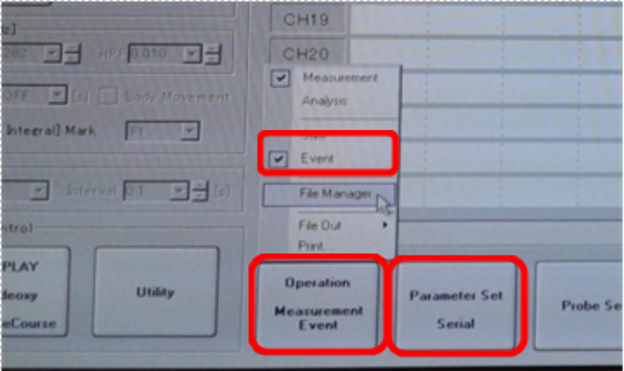 CH19
z]
282 HPF 0.010
CH20
Measurement
OFF [s] Body Movement
Analysis
Integral] Mark F1
Event
Interval 0.1 [s]
File Manager
ntrol
File Out
Print
PLAY
deoxy
eCourse
Utility
Operation
Measurement
Event
Parameter Set
Serial
Probe Se